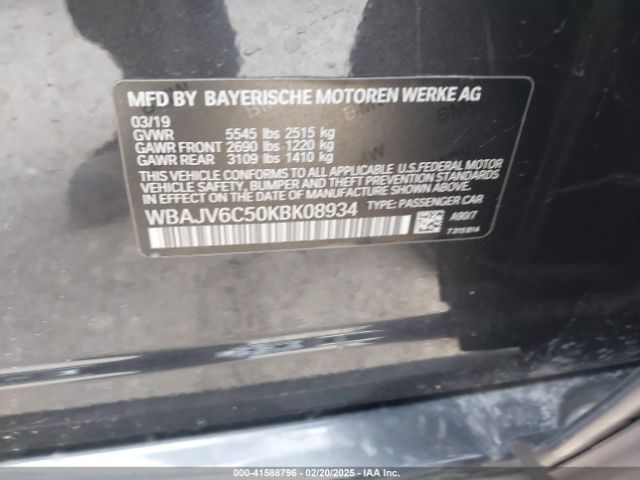 MFD BY BAYERISCHE MOTOREN WERKE AG
03/19
GVWR 5545 lbs 2515 kg
GAWR FRONT 2690 lbs 1220 kg
GAWR REAR 3109 lbs 1410 kg
THIS VEHICLE CONFORMS TO ALL APPLICABLE U.S.FEDERAL MOTOR
VEHICLE SAFETY, BUMPER AND THEFT PREVENTION STANDARDS
IN EFFECT ON THE DATE OF MANUFACTURE SHOWN ABOVE.
WBAJV6C50KBK08934 TYPE: PASSENGER CAR
A90/7
7 315 814
000-41588796 - 02/20/2025 - IAA Inc.